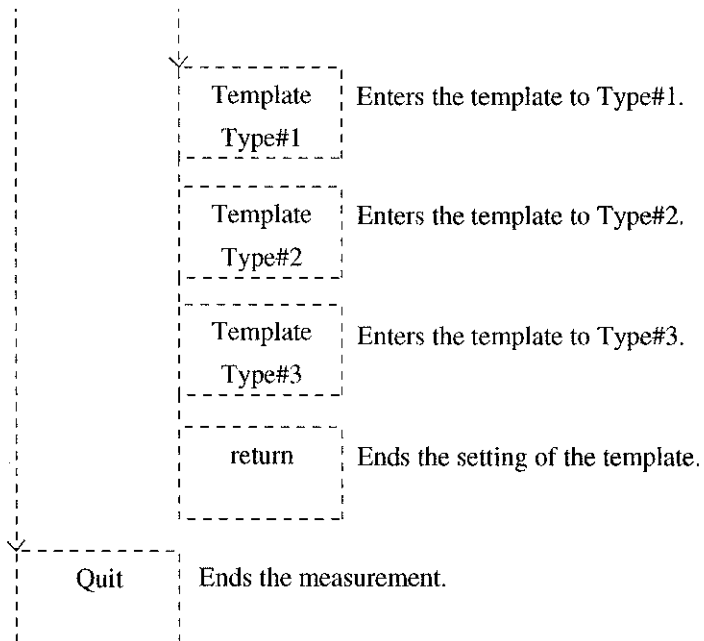 Template
Type#1
Enters the template to Type#1.
Template
Type#2
Enters the template to Type#2.
Template
Type#3
Enters the template to Type#3.
return
Ends the setting of the template.
Quit
Ends the measurement.